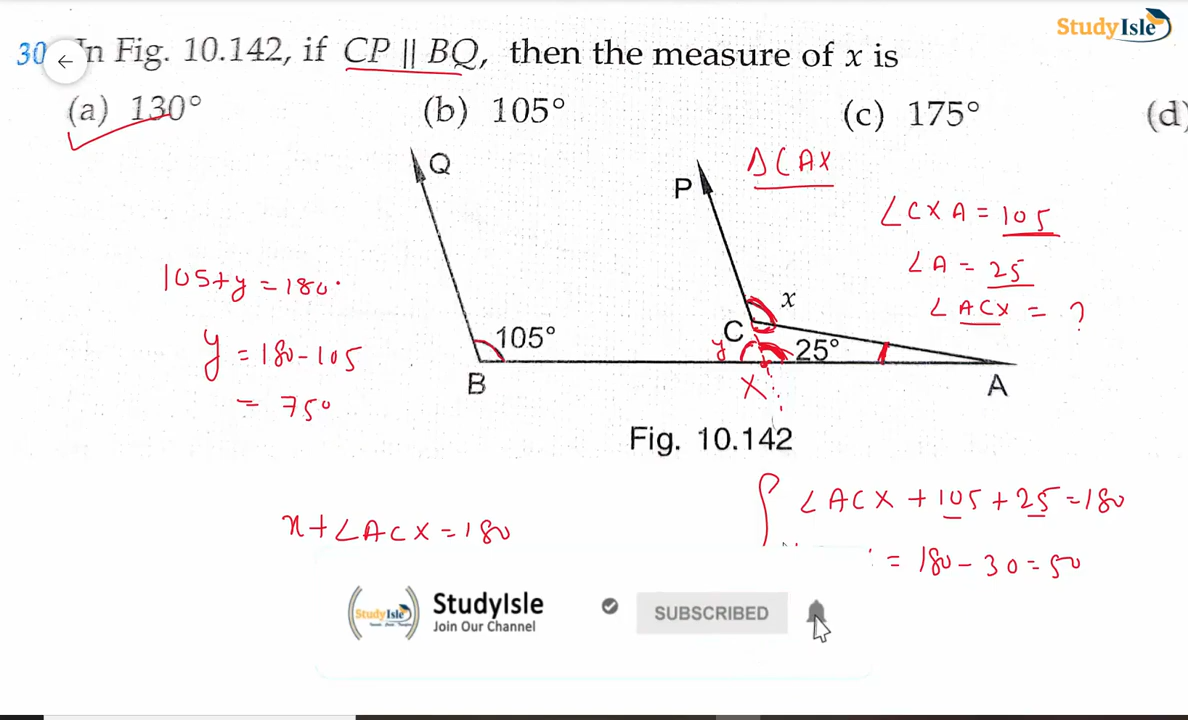 StudyIsle
30 In Fig. 10.142, if CP || BQ, then the measure of x is
(a) 130° (b) 105° (c) 175° (d)
Q
P
ΔCAX
∠CXA = 105
∠A = 25
∠ACX = ?
105+y = 180°
y = 180-105
= 75°
x
C
105°
y
25°
B
X
A
Fig. 10.142
∠ACX + 105 + 25 = 180
x+∠ACX = 180
= 180 - 30 = 50
StudyIsle
StudyIsle
Join Our Channel
SUBSCRIBED